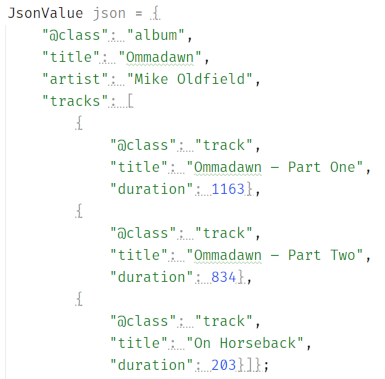 JsonValue json = {
"@class": "album",
"title": "Ommadawn",
"artist": "Mike Oldfield",
"tracks": [
{
"@class": "track",
"title": "Ommadawn – Part One",
"duration": 1163},
{
"@class": "track",
"title": "Ommadawn – Part Two",
"duration": 834},
{
"@class": "track",
"title": "On Horseback",
"duration": 203}]};